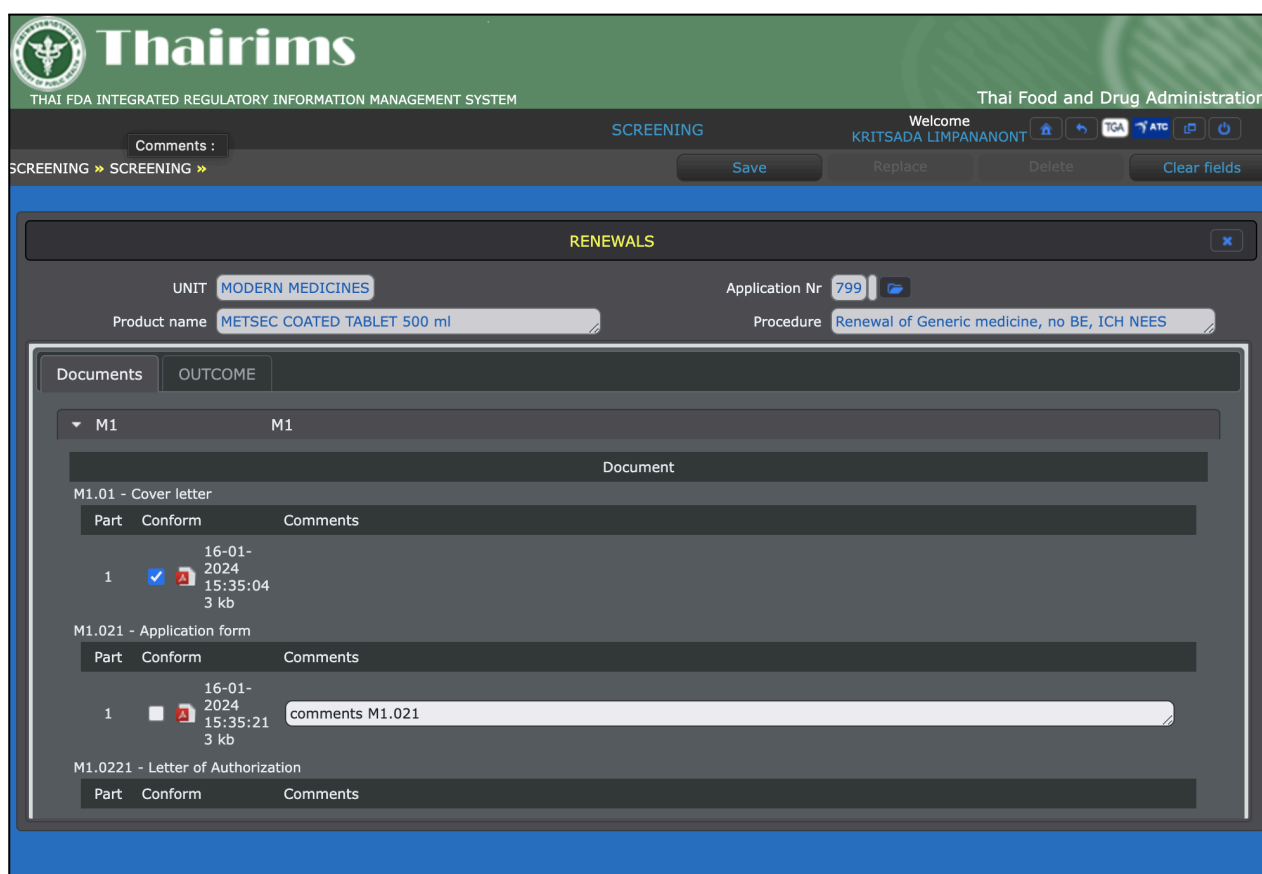 Thairims
THAI FDA INTEGRATED REGULATORY INFORMATION MANAGEMENT SYSTEM
Thai Food and Drug Administration
SCREENING
Welcome
KRITSADA LIMPANANONT
TGA
ATC
Comments :
SCREENING » SCREENING »
Save
Replace
Delete
Clear fields
RENEWALS
UNIT MODERN MEDICINES
Application Nr 799
Product name METSEC COATED TABLET 500 ml
Procedure Renewal of Generic medicine, no BE, ICH NEES
Documents
OUTCOME
M1 M1
Document
M1.01 - Cover letter
Part Conform Comments
1
16-01-
2024
15:35:04
3 kb
M1.021 - Application form
Part Conform Comments
1
16-01-
2024
15:35:21
3 kb
comments M1.021
M1.0221 - Letter of Authorization
Part Conform Comments